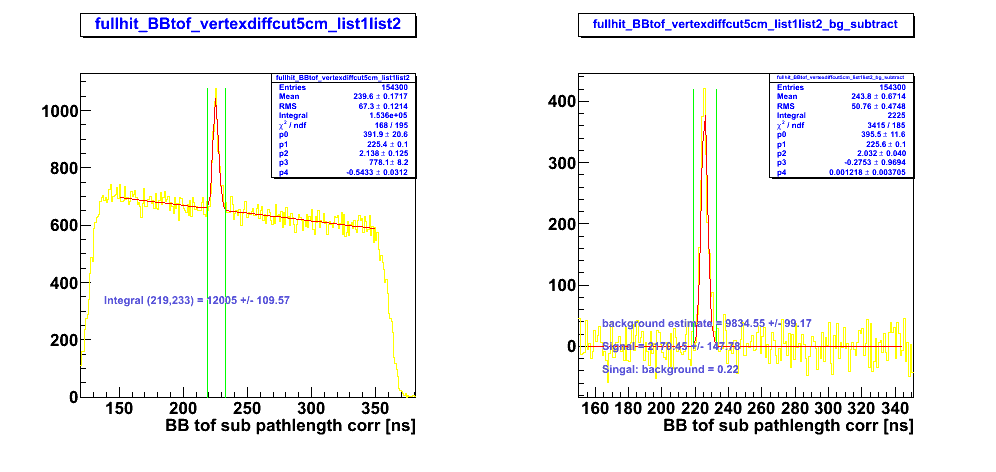 fullhit_BBtof_vertexdiffcut5cm_list1list2
fullhit_BBtof_vertexdiffcut5cm_list1list2
Entries 154300
Mean 239.6 ± 0.1717
RMS 67.3 ± 0.1214
Integral 1.536e+05
χ² / ndf 168 / 195
p0 391.9 ± 20.6
p1 225.4 ± 0.1
p2 2.138 ± 0.125
p3 778.1 ± 8.2
p4 -0.5433 ± 0.0312
1000
800
600
400
200
0
Integral (219,233) = 12005 +/- 109.57
150 200 250 300 350
BB tof sub pathlength corr [ns]
fullhit_BBtof_vertexdiffcut5cm_list1list2_bg_subtract
fullhit_BBtof_vertexdiffcut5cm_list1list2_bg_subtract
Entries 154300
Mean 243.8 ± 0.6714
RMS 50.76 ± 0.4748
Integral 2225
χ² / ndf 3415 / 185
p0 395.5 ± 11.6
p1 225.6 ± 0.1
p2 2.032 ± 0.040
p3 -0.2753 ± 0.9694
p4 0.001218 ± 0.003705
400
300
200
100
0
background estimate = 9834.55 +/- 99.17
Signal = 2170.45 +/- 147.78
Singal: background = 0.22
160 180 200 220 240 260 280 300 320 340
BB tof sub pathlength corr [ns]